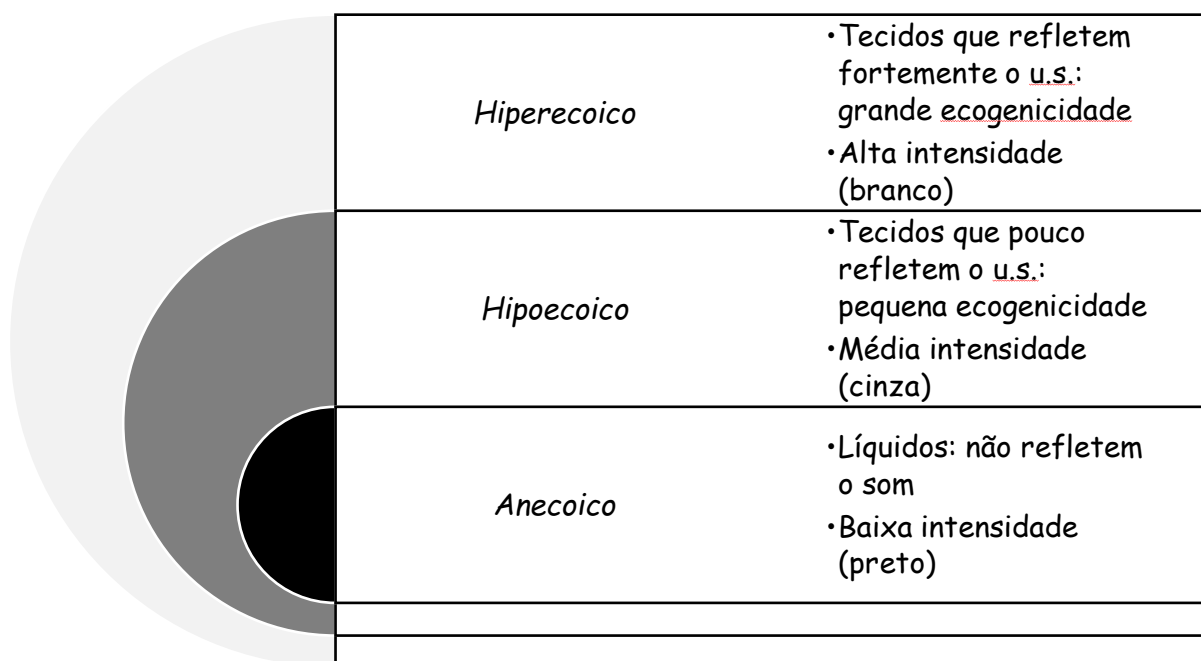 Hiperecoico
•Tecidos que refletem
fortemente o u.s.:
grande ecogenicidade
•Alta intensidade
(branco)
Hipoecoico
•Tecidos que pouco
refletem o u.s.:
pequena ecogenicidade
•Média intensidade
(cinza)
Anecoico
•Líquidos: não refletem
o som
•Baixa intensidade
(preto)